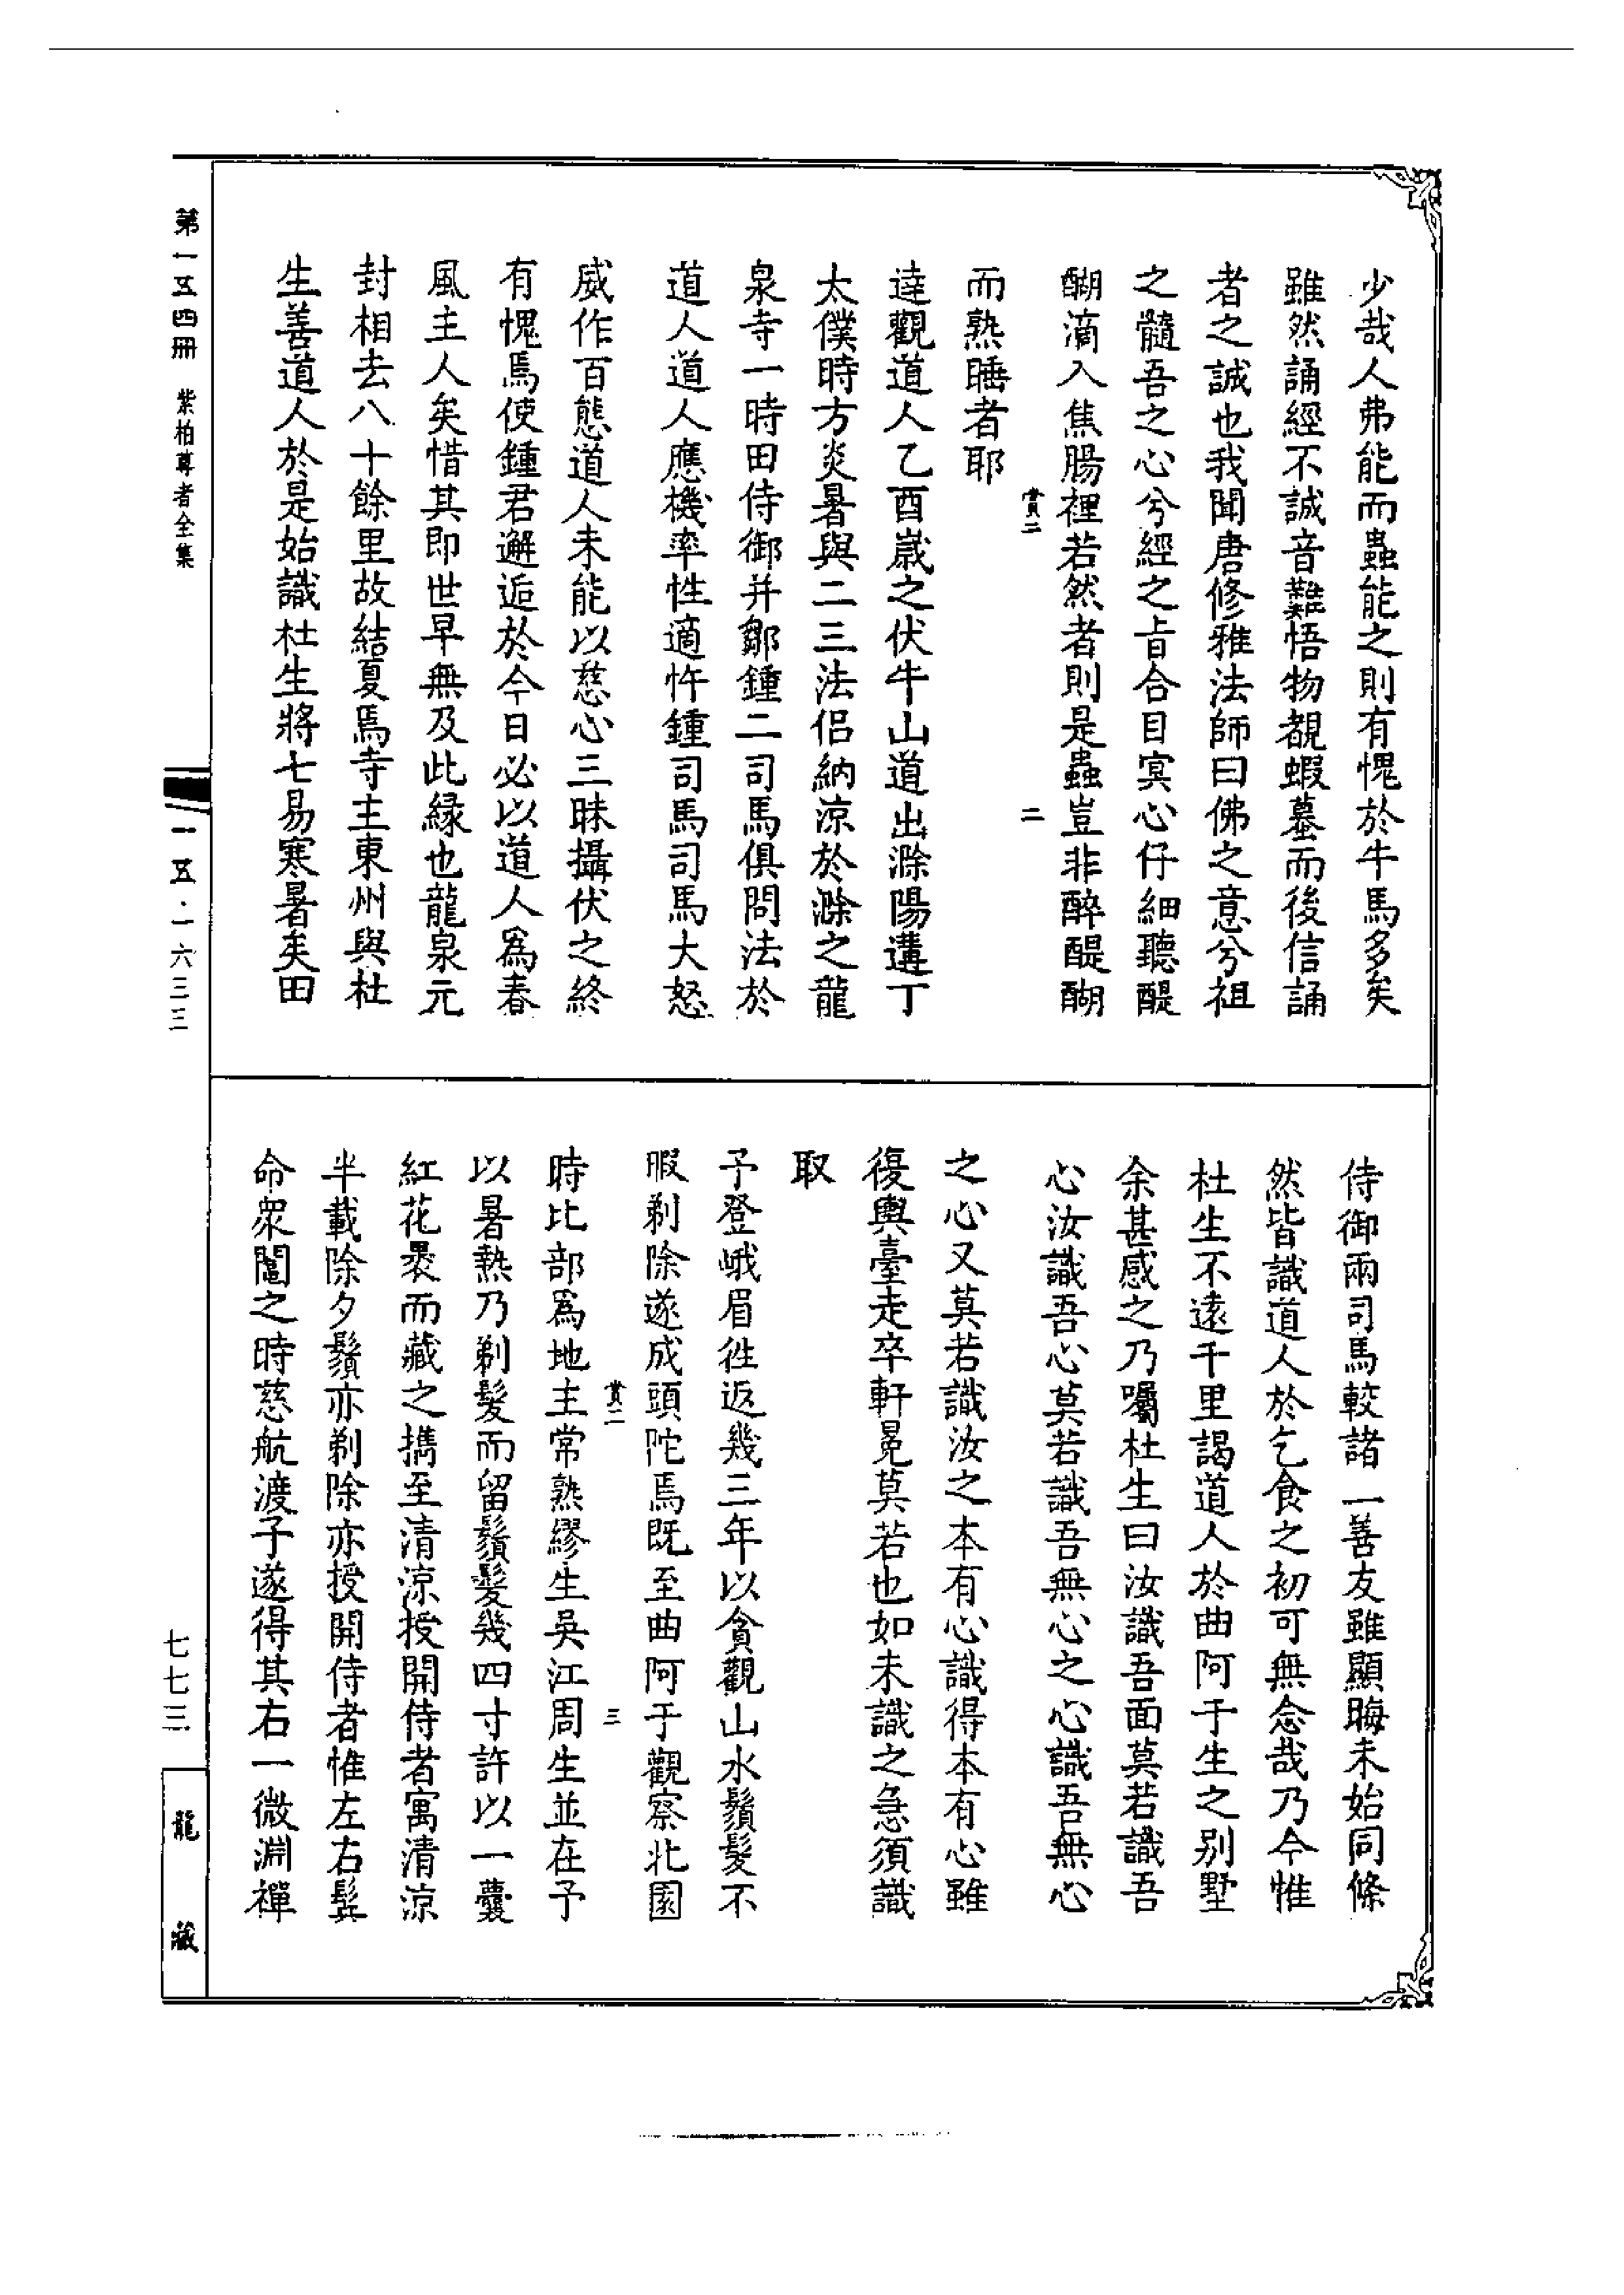 少哉人弗能而蟲能之則有愧於牛馬多矣
雖然誦經不誠音難悟物覩蝦蟇而後信誦
者之誠也我聞唐修雅法師曰佛之意兮祖
之髓吾之心兮經之旨合目冥心仔細聽醍
醐滴入焦腸裡若然者則是蟲豈非醉醍醐
賞二
二
而熟睡者耶
達觀道人乙酉歲之伏牛山道出滁陽遘丁
太僕時方炎暑與二三法侶納涼於滁之龍
泉寺一時田侍御并鄒鍾二司馬俱問法於
道人道人應機率性適忤鍾司馬司馬大怒
威作百態道人未能以慈心三昧攝伏之終
有愧焉使鍾君邂逅於今日必以道人爲春
風主人矣惜其即世早無及此緣也龍泉元
封相去八十餘里故結夏焉寺主東州與杜
生善道人於是始識杜生將七易寒暑矣田
侍御兩司馬較諸一善友雖顯晦未始同條
然皆識道人於乞食之初可無念哉乃今惟
杜生不遠千里謁道人於曲阿于生之別墅
余甚感之乃囑杜生曰汝識吾面莫若識吾
心汝識吾心莫若識吾無心之心識吾無心
之心又莫若識汝之本有心識得本有心雖
復輿臺走卒軒冕莫若也如未識之急須識
取
予登峨眉徃返幾三年以貪觀山水鬚髮不
暇剃除遂成頭陀焉既至曲阿于觀察北園
賞二
三
時比部爲地主常熟繆生吳江周生並在予
以暑熱乃剃髮而留鬚髮幾四寸許以一囊
紅花褁而藏之攜至清涼授開侍者寓清涼
半載除夕鬚亦剃除亦授開侍者惟左右髭
命衆鬮之時慈航渡子遂得其右一微淵禪
第一五四冊 紫柏尊者全集
一五·一六三三
七七三
龍藏